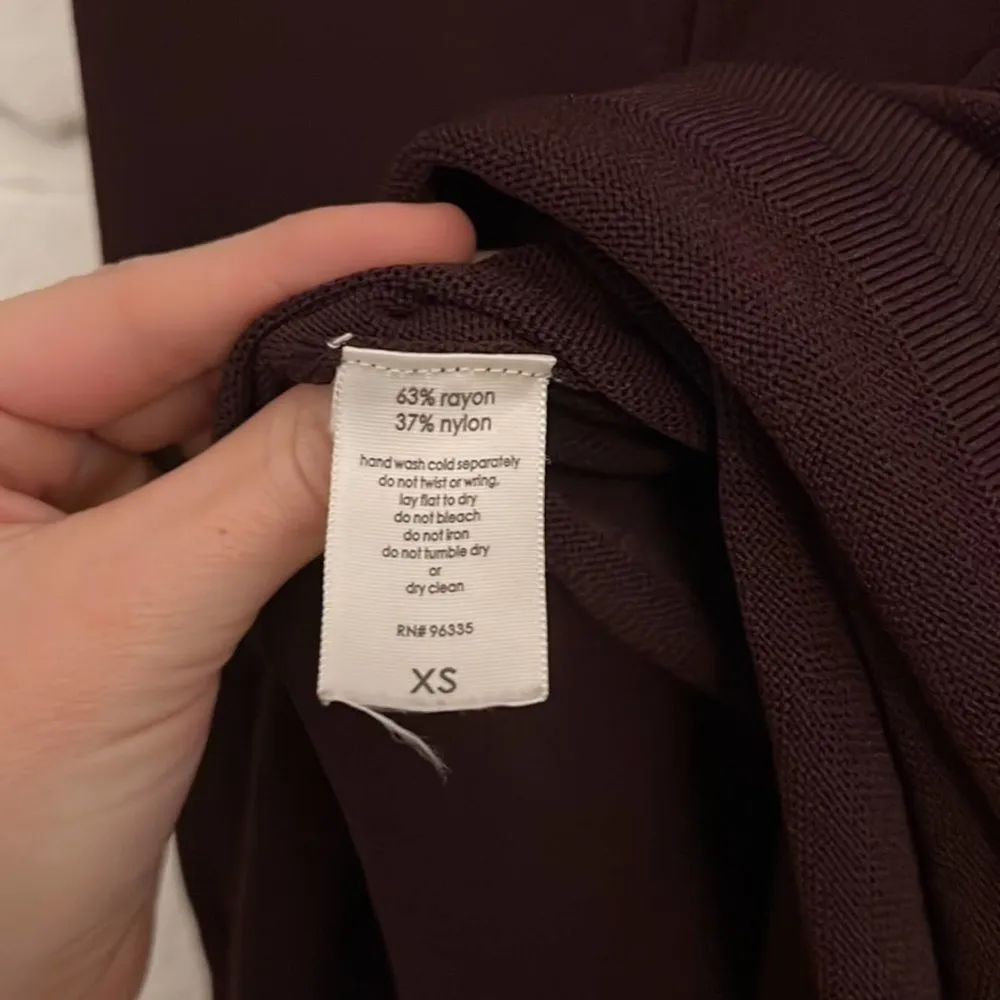 63% rayon
37% nylon
hand wash cold separately
do not twist or wring,
lay flat to dry
do not bleach
do not iron
do not tumble dry
or
dry clean
RN# 96335
XS